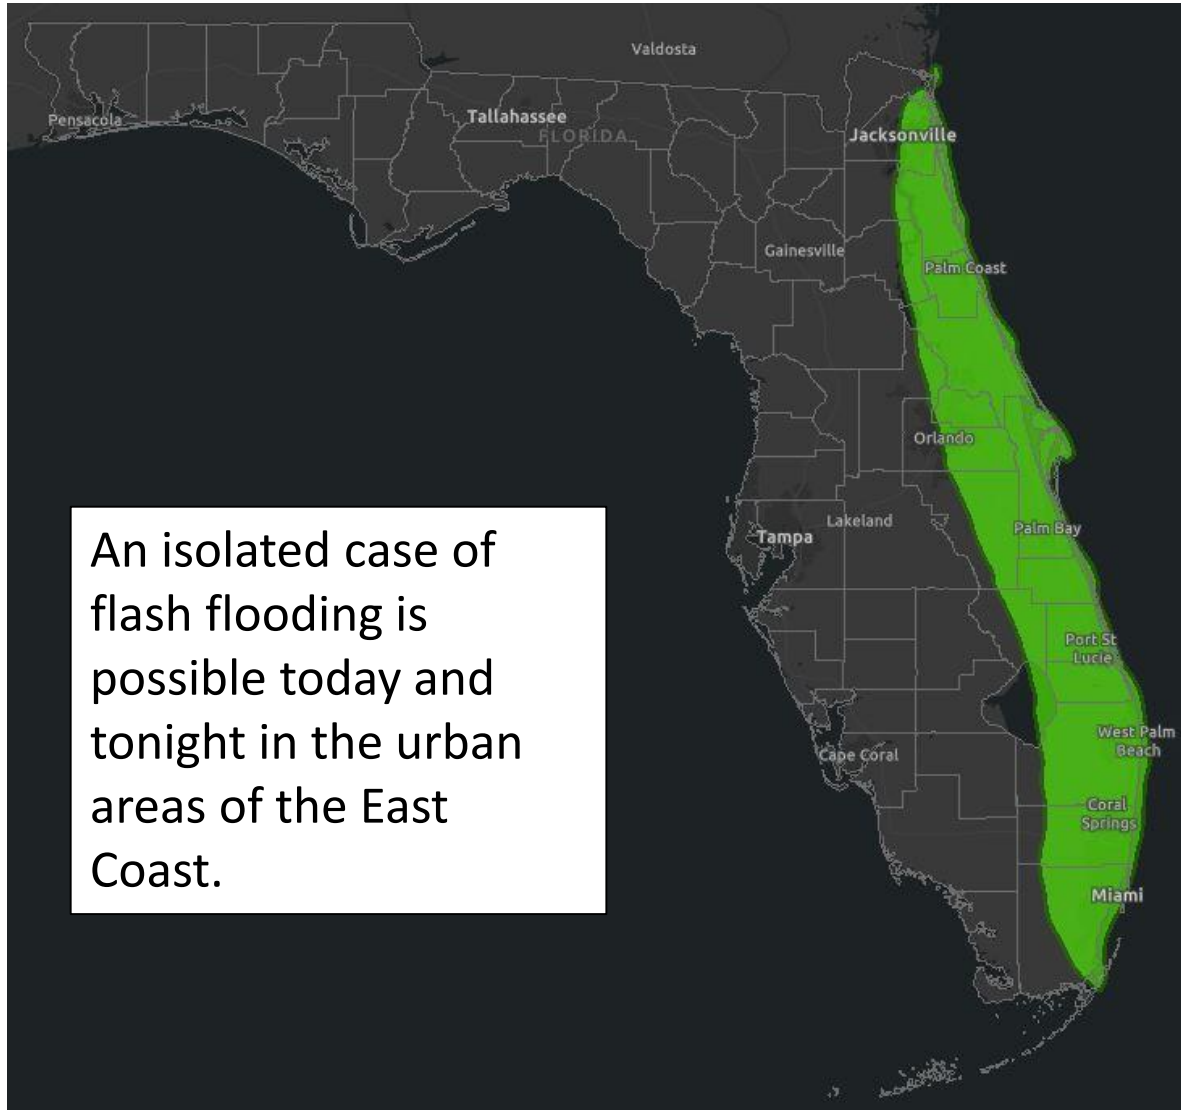 Valdosta
Pensacola
Tallahassee
FLORIDA
Jacksonville
Gainesville
Palm Coast
Orlando
Lakeland
Palm Bay
Tampa
Port St
Lucie
West Palm
Beach
Cape Coral
Coral
Springs
Miami
An isolated case of
flash flooding is
possible today and
tonight in the urban
areas of the East
Coast.